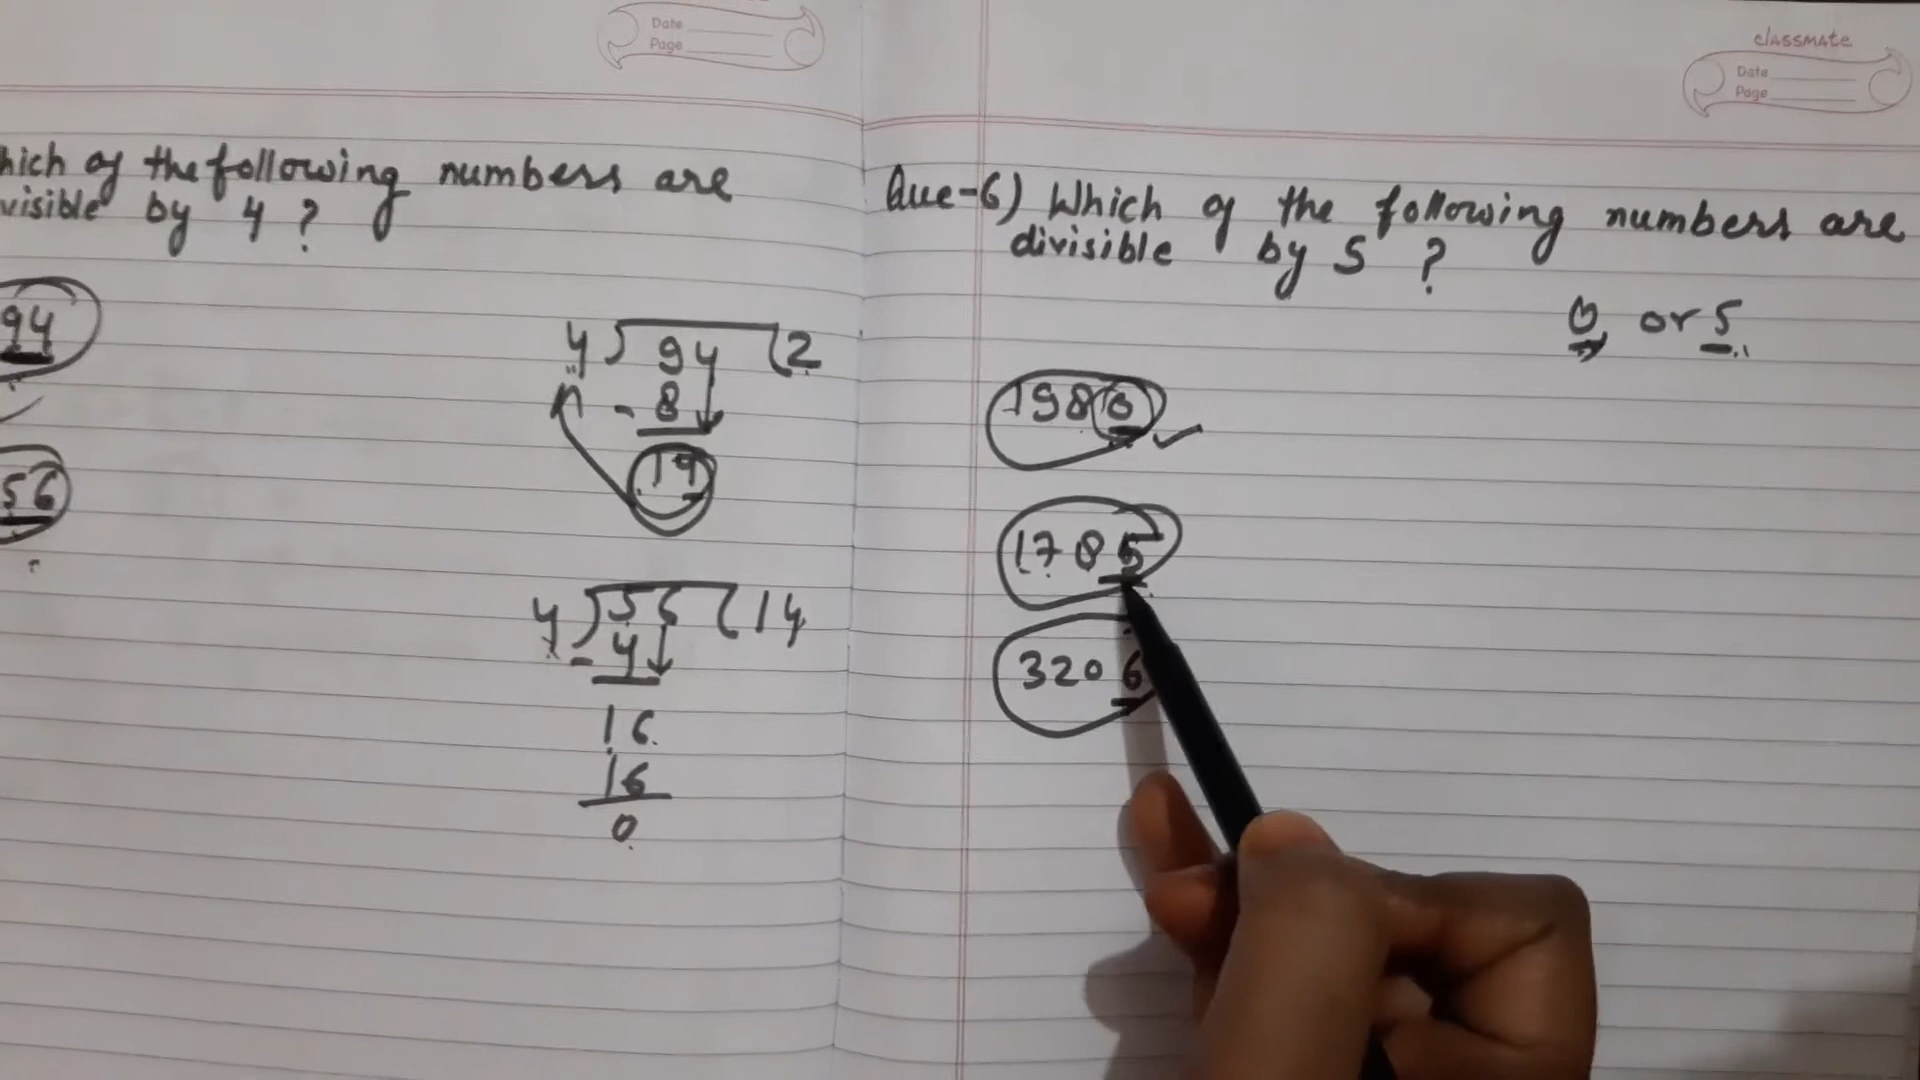 Date
Page
classmate
Date
Page
hich of the following numbers are
visible by 4 ?
94
56
4) 94 (2
- 8
19
4) 56 (14
- 4
16
16
0
Que-6) Which of the following numbers are
divisible by 5 ?
0 or 5
1980
1785
3206